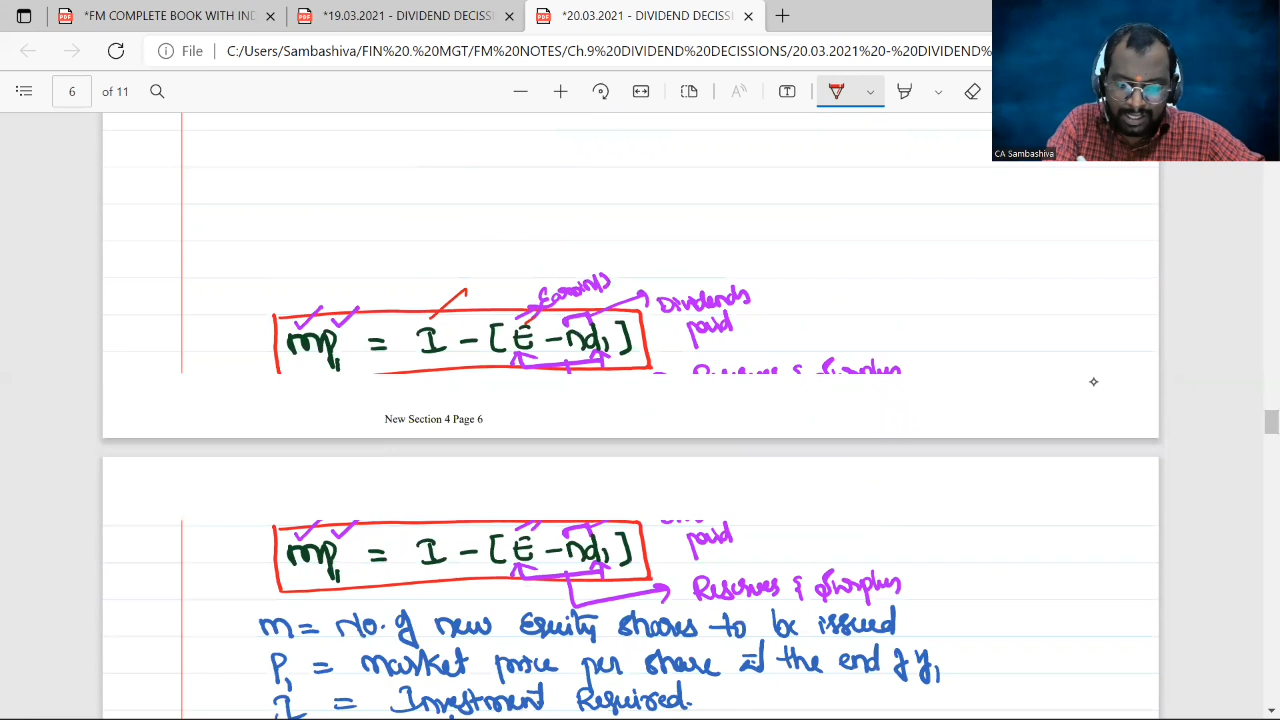 *FM COMPLETE BOOK WITH IND
*19.03.2021 - DIVIDEND DECISSI
*20.03.2021 - DIVIDEND DECISSI
File C:/Users/Sambashiva/FIN%20.%20MGT/FM%20NOTES/Ch.9%20DIVIDEND%20DECISSIONS/20.03.2021%20-%20DIVIDEND%
6 of 11
CA Sambashiva
Earnings
Dividends
paid
mp₁ = I - [E - nd₁]
Reserves & Surplus
New Section 4 Page 6
paid
mp₁ = I - [E - nd₁]
Reserves & Surplus
m = No. of new Equity shares to be issued
P₁ = market price per share at the end of y₁
I = Investment Required.